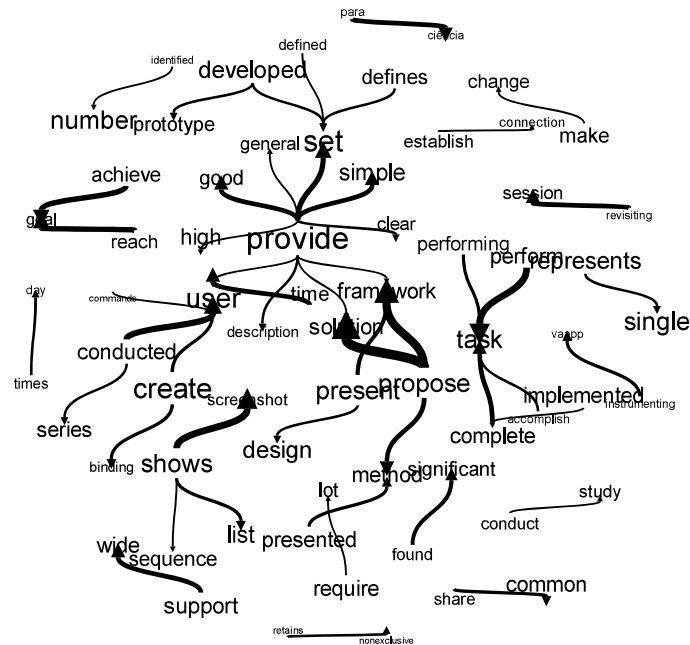 para
ciência
defined
identified
developed
defines
change
number
prototype
connection
general
set
establish
make
achieve
good
simple
session
goal
revisiting
reach
high
provide
clear
performing
perform
represents
day
commands
user
time
framework
description
solution
single
task
vaapp
conducted
times
create
screenshot
present
propose
implemented
instrumenting
accomplish
series
design
complete
binding
shows
method
significant
lot
study
list
conduct
wide
sequence
presented
found
require
common
share
support
retains
nonexclusive